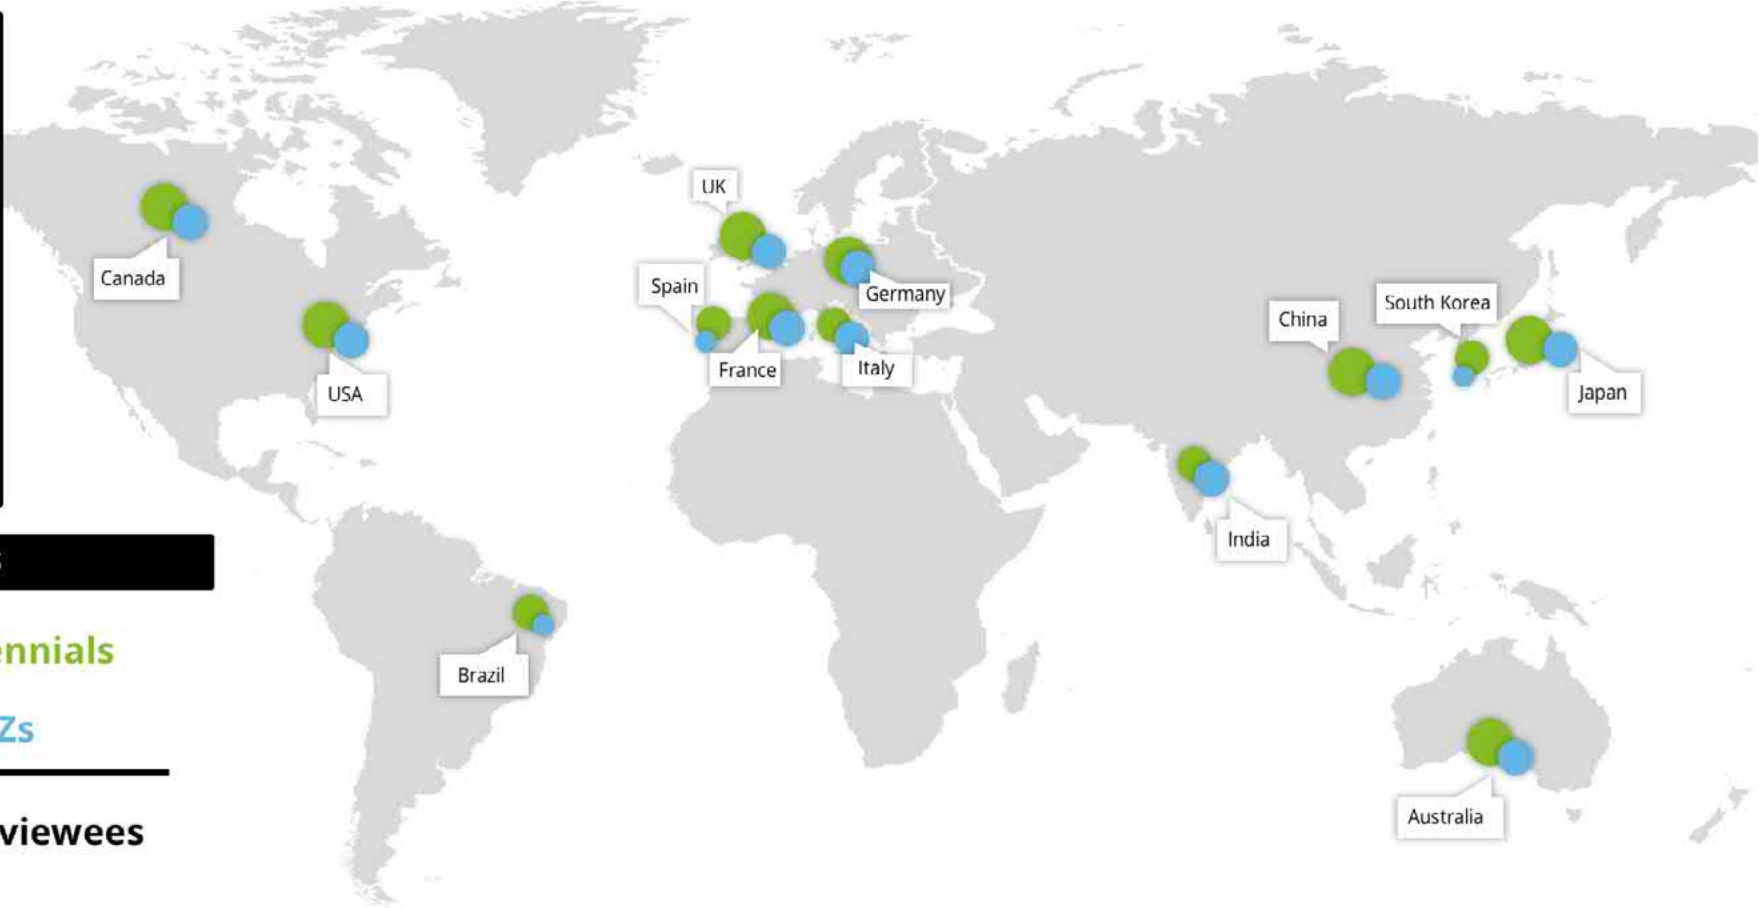 UK
Canada
Spain
Germany
South Korea
China
France
Italy
Japan
USA
India
ennials
Brazil
Zs
Australia
viewees